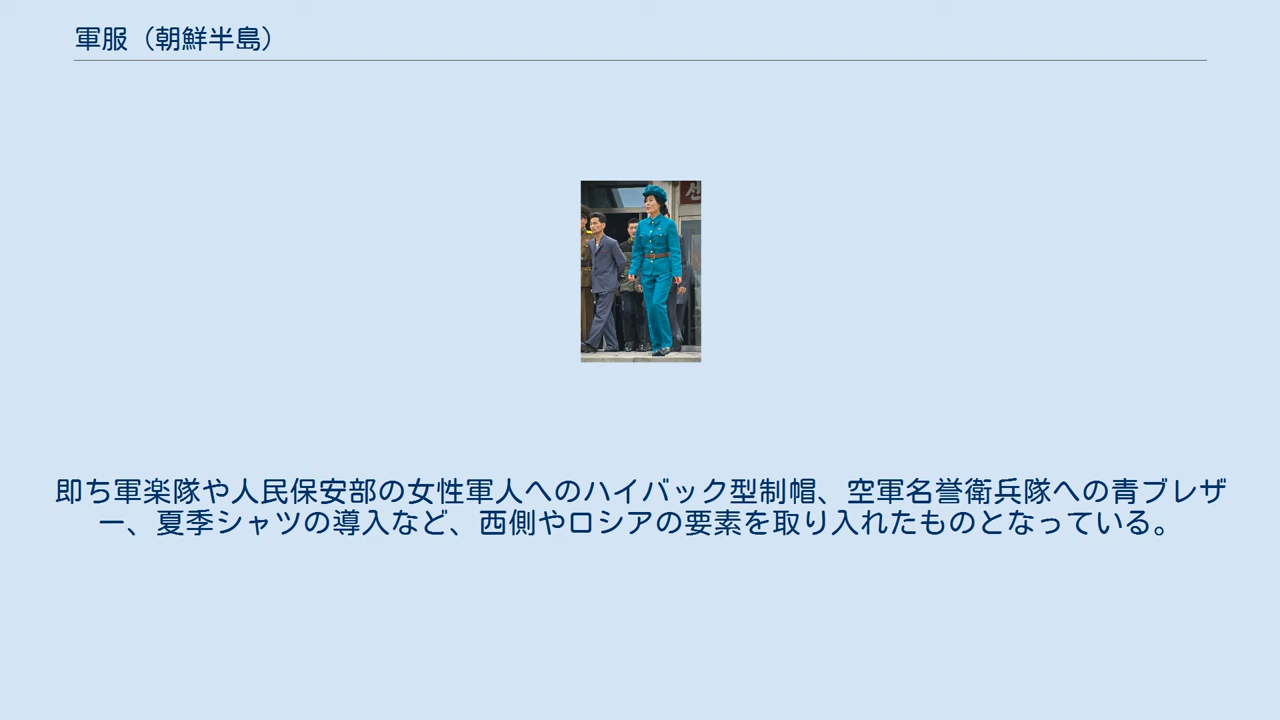 軍服（朝鮮半島）
即ち軍楽隊や人民保安部の女性軍人へのハイバック型制帽、空軍名誉衛兵隊への青ブレザ
ー、夏季シャツの導入など、西側やロシアの要素を取り入れたものとなっている。